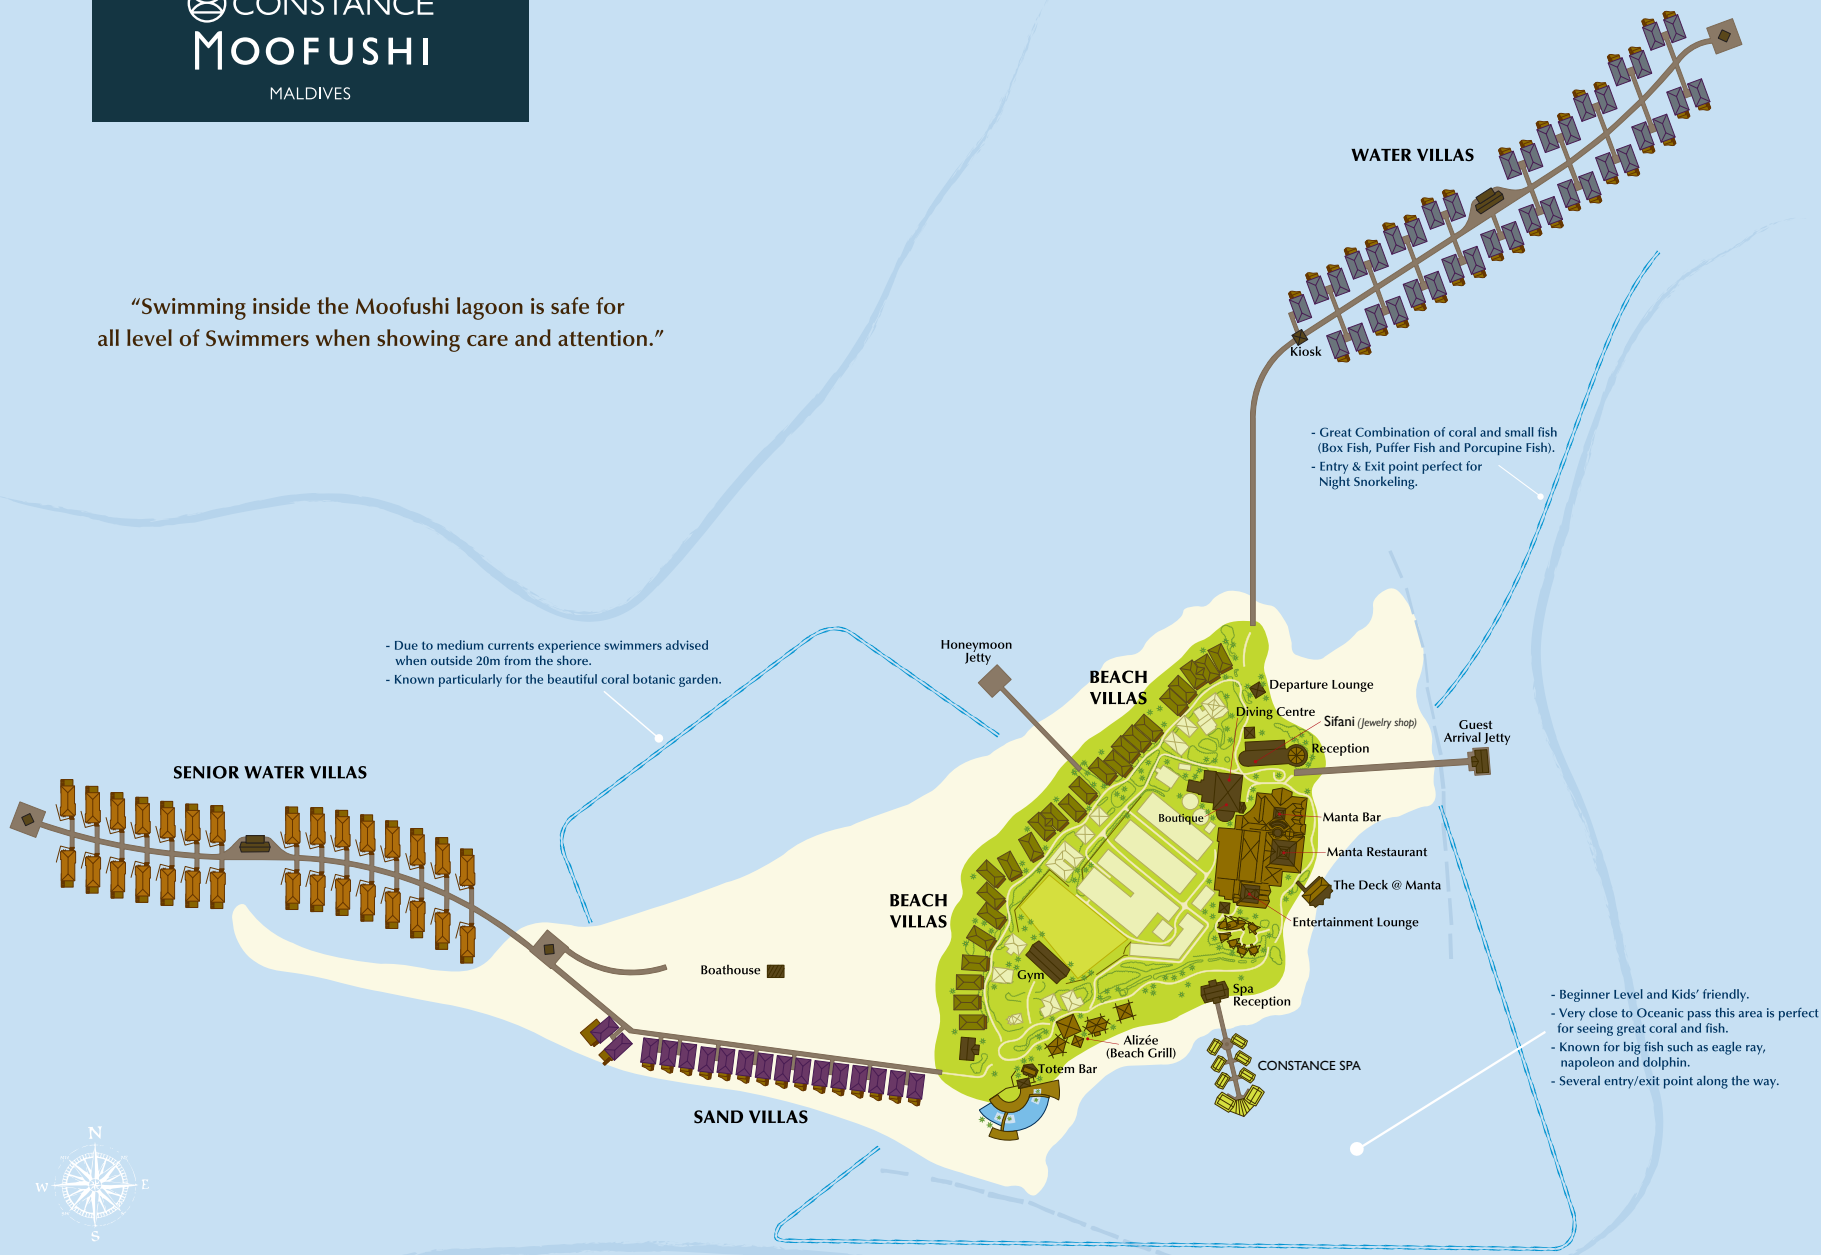 CONSTANCE
MOOFUSHI
MALDIVES
WATER VILLAS
“Swimming inside the Moofushi lagoon is safe for
all level of Swimmers when showing care and attention.”
Kiosk
- Great Combination of coral and small fish
(Box Fish, Puffer Fish and Porcupine Fish).
- Entry & Exit point perfect for
Night Snorkeling.
- Due to medium currents experience swimmers advised
when outside 20m from the shore.
- Known particularly for the beautiful coral botanic garden.
Honeymoon
Jetty
BEACH
VILLAS
Departure Lounge
Diving Centre
Sifani (Jewelry shop)
Reception
Guest
Arrival Jetty
SENIOR WATER VILLAS
Boutique
Manta Bar
Manta Restaurant
The Deck @ Manta
Entertainment Lounge
BEACH
VILLAS
Boathouse
Gym
Spa
Reception
- Beginner Level and Kids’ friendly.
- Very close to Oceanic pass this area is perfect
for seeing great coral and fish.
- Known for big fish such as eagle ray,
napoleon and dolphin.
- Several entry/exit point along the way.
Alizée
(Beach Grill)
Totem Bar
CONSTANCE SPA
SAND VILLAS
N
W
E
S